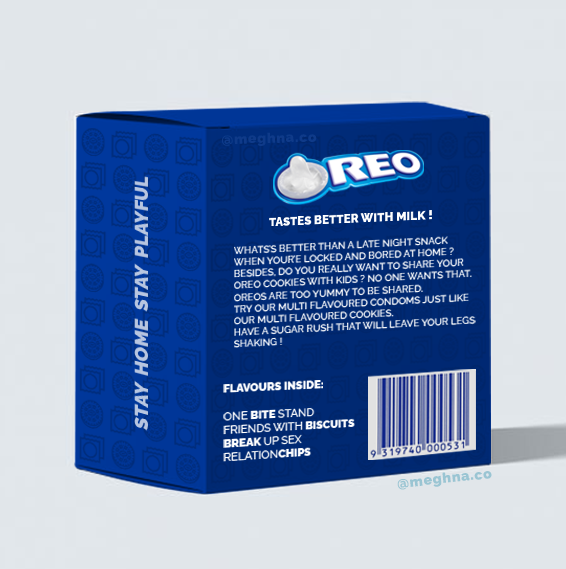 @meghna.co
OREO
TASTES BETTER WITH MILK !
WHATS'S BETTER THAN A LATE NIGHT SNACK
WHEN YOUR'E LOCKED AND BORED AT HOME ?
BESIDES, DO YOU REALLY WANT TO SHARE YOUR
OREO COOKIES WITH KIDS ? NO ONE WANTS THAT.
OREOS ARE TOO YUMMY TO BE SHARED.
TRY OUR MULTI FLAVOURED CONDOMS JUST LIKE
OUR MULTI FLAVOURED COOKIES.
HAVE A SUGAR RUSH THAT WILL LEAVE YOUR LEGS
SHAKING !
FLAVOURS INSIDE:
ONE BITE STAND
FRIENDS WITH BISCUITS
BREAK UP SEX
RELATIONCHIPS
9 319740 000531
@meghna.co
STAY HOME STAY PLAYFUL